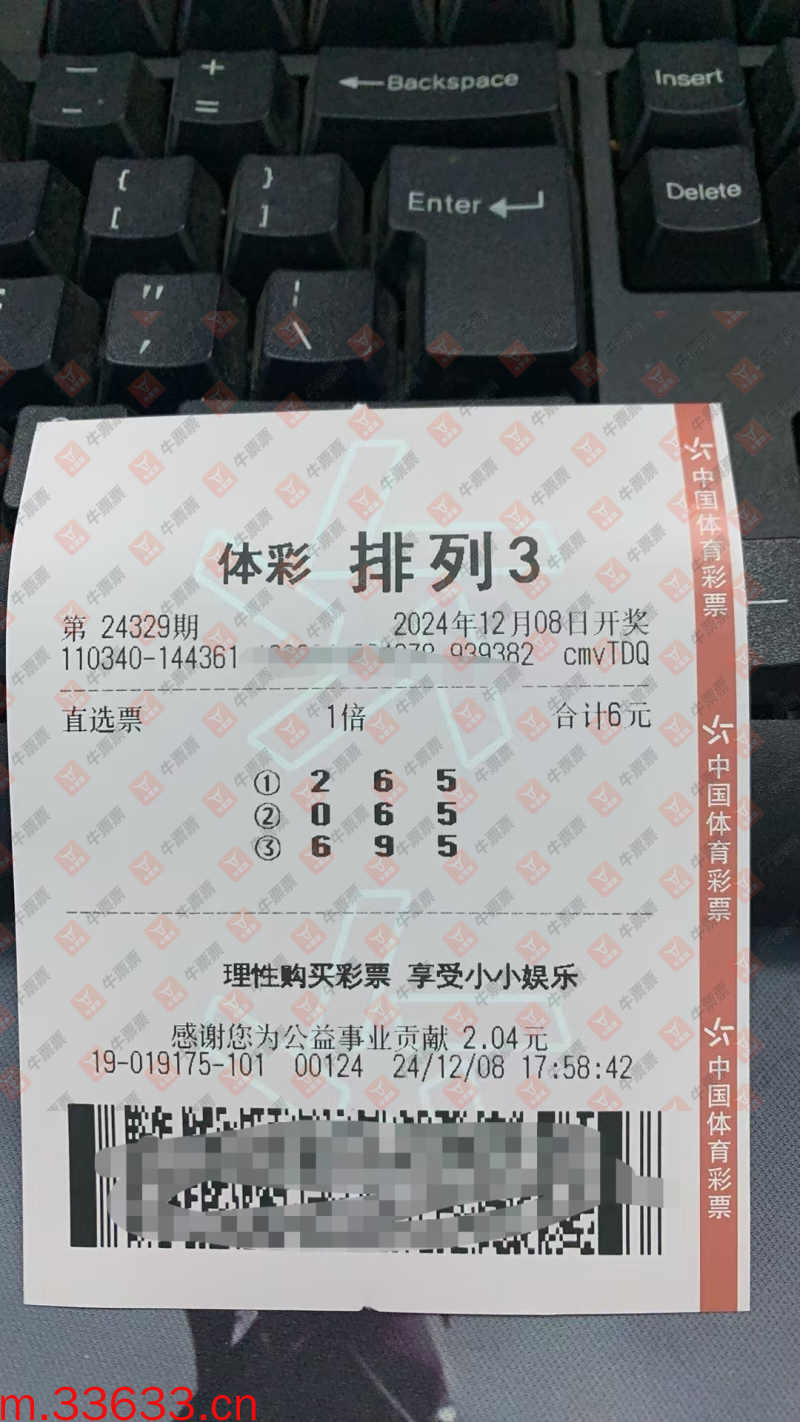 — +
- =
←Backspace
Insert
{ }
[ ]
Enter
Delete
" ¦
' \
体彩 排列3
第 24329期 2024年12月08日开奖
110340-144361 939382 cmvTDQ
直选票 1倍 合计6元
① 2 6 5
② 0 6 5
③ 6 9 5
理性购买彩票 享受小小娱乐
感谢您为公益事业贡献 2.04元
19-019175-101 00124 24/12/08 17:58:42
中国体育彩票
中国体育彩票
中国体育彩票
牛票票
m.33633.cn